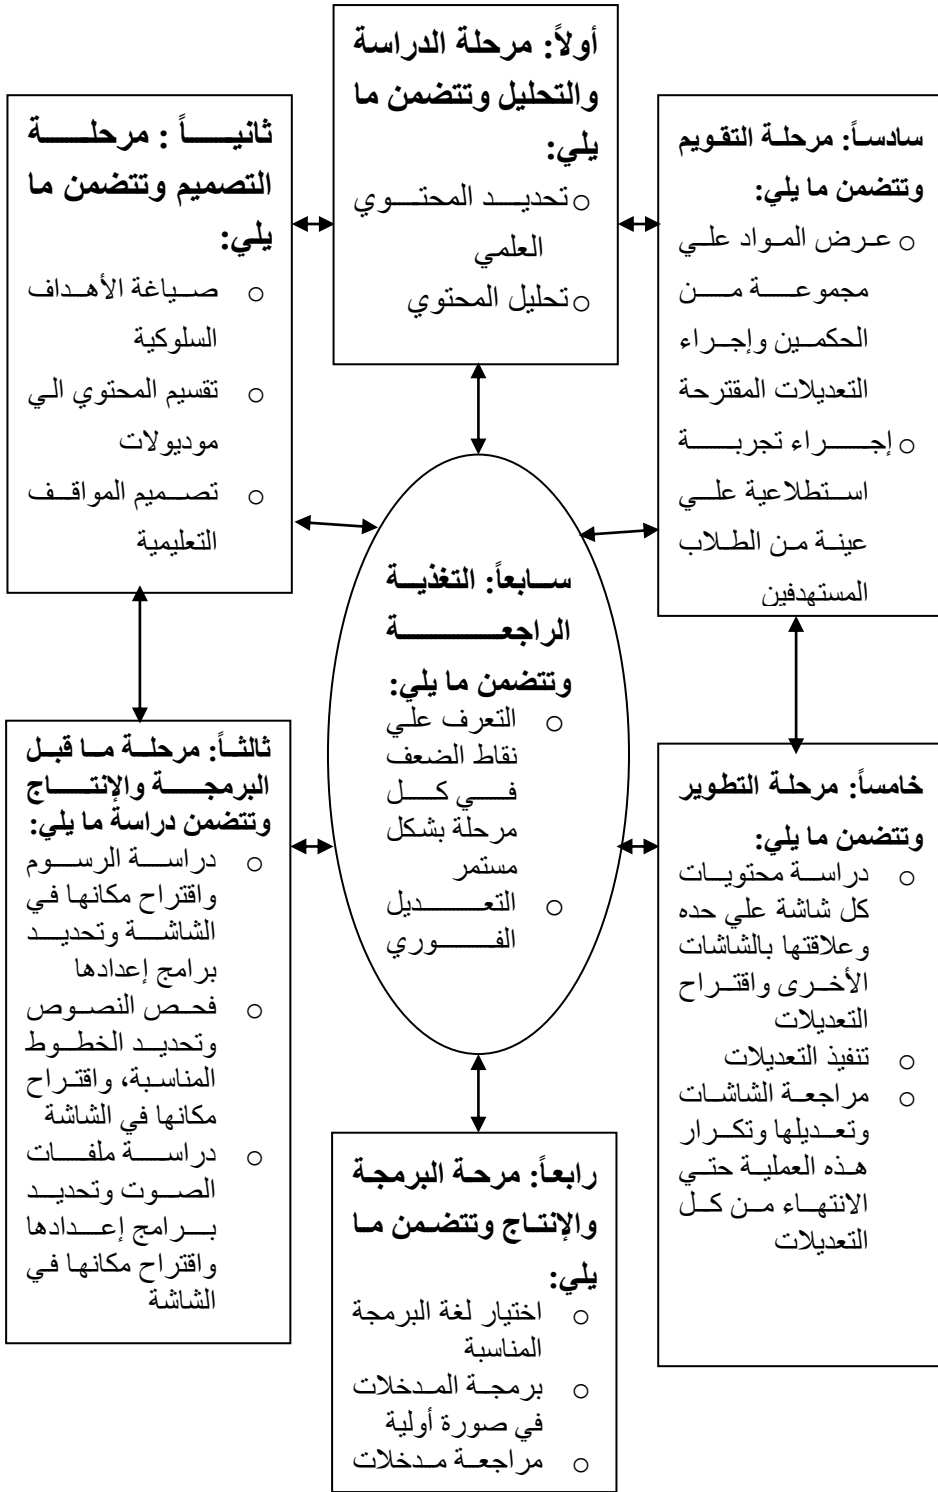 أولاً: مرحلة الدراسة
والتحليل وتتضمن ما
يلي:
○ تحديد المحتوي
العلمي
○ تحليل المحتوي
ثانياً : مرحلة
التصميم وتتضمن ما
يلي:
○ صياغة الأهداف
السلوكية
○ تقسيم المحتوي الي
موديولات
○ تصميم المواقف
التعليمية
ثالثاً: مرحلة ما قبل
البرمجة والإنتاج
وتتضمن دراسة ما يلي:
○ دراسة الرسوم
واقتراح مكانها في
الشاشة وتحديد
برامج إعدادها
○ فحص النصوص
وتحديد الخطوط
المناسبة، واقتراح
مكانها في الشاشة
○ دراسة ملفات
الصوت وتحديد
برامج إعدادها
واقتراح مكانها في
الشاشة
رابعاً: مرحة البرمجة
والإنتاج وتتضمن ما
يلي:
○ اختيار لغة البرمجة
المناسبة
○ برمجة المدخلات
في صورة أولية
○ مراجعة مدخلات
خامساً: مرحلة التطوير
وتتضمن ما يلي:
○ دراسة محتويات
كل شاشة علي حده
وعلاقتها بالشاشات
الأخرى واقتراح
التعديلات
○ تنفيذ التعديلات
○ مراجعة الشاشات
وتعديلها وتكرار
هذه العملية حتي
الانتهاء من كل
التعديلات
سادساً: مرحلة التقويم
وتتضمن ما يلي:
○ عرض المواد علي
مجموعة من
الحكمين وإجراء
التعديلات المقترحة
○ إجراء تجربة
استطلاعية علي
عينة من الطلاب
المستهدفين
سابعاً: التغذية
الراجعة
وتتضمن ما يلي:
○ التعرف علي
نقاط الضعف
في كل
مرحلة بشكل
مستمر
○ التعديل
الفوري